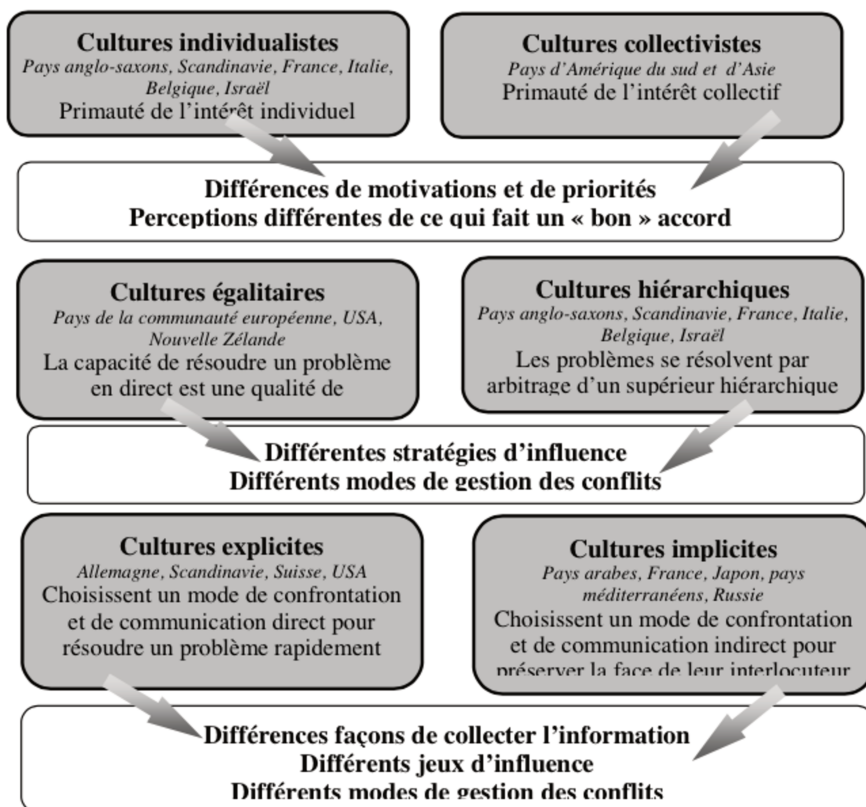 Cultures individualistes
Pays anglo-saxons, Scandinavie, France, Italie,
Belgique, Israël
Primauté de l'intérêt individuel
Cultures collectivistes
Pays d'Amérique du sud et d'Asie
Primauté de l'intérêt collectif
Différences de motivations et de priorités
Perceptions différentes de ce qui fait un « bon » accord
Cultures égalitaires
Pays de la communauté européenne, USA,
Nouvelle Zélande
La capacité de résoudre un problème
en direct est une qualité de
Cultures hiérarchiques
Pays anglo-saxons, Scandinavie, France, Italie,
Belgique, Israël
Les problèmes se résolvent par
arbitrage d'un supérieur hiérarchique
Différentes stratégies d'influence
Différents modes de gestion des conflits
Cultures explicites
Allemagne, Scandinavie, Suisse, USA
Choisissent un mode de confrontation
et de communication direct pour
résoudre un problème rapidement
Cultures implicites
Pays arabes, France, Japon, pays
méditerranéens, Russie
Choisissent un mode de confrontation
et de communication indirect pour
préserver la face de leur interlocuteur
Différences façons de collecter l'information
Différents jeux d'influence
Différents modes de gestion des conflits